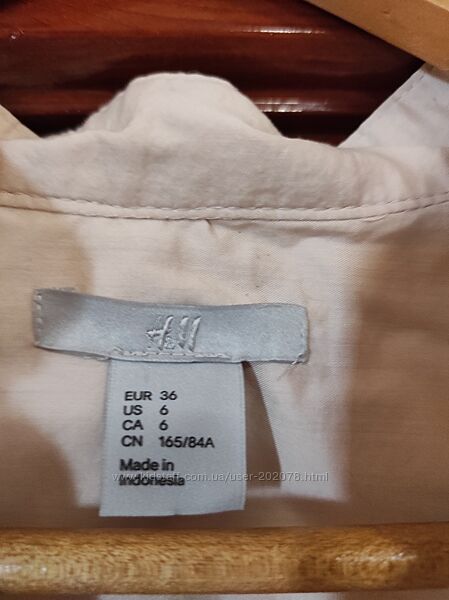 H&M
EUR 36
US 6
CA 6
CN 165/84A
Made in
Indonesia